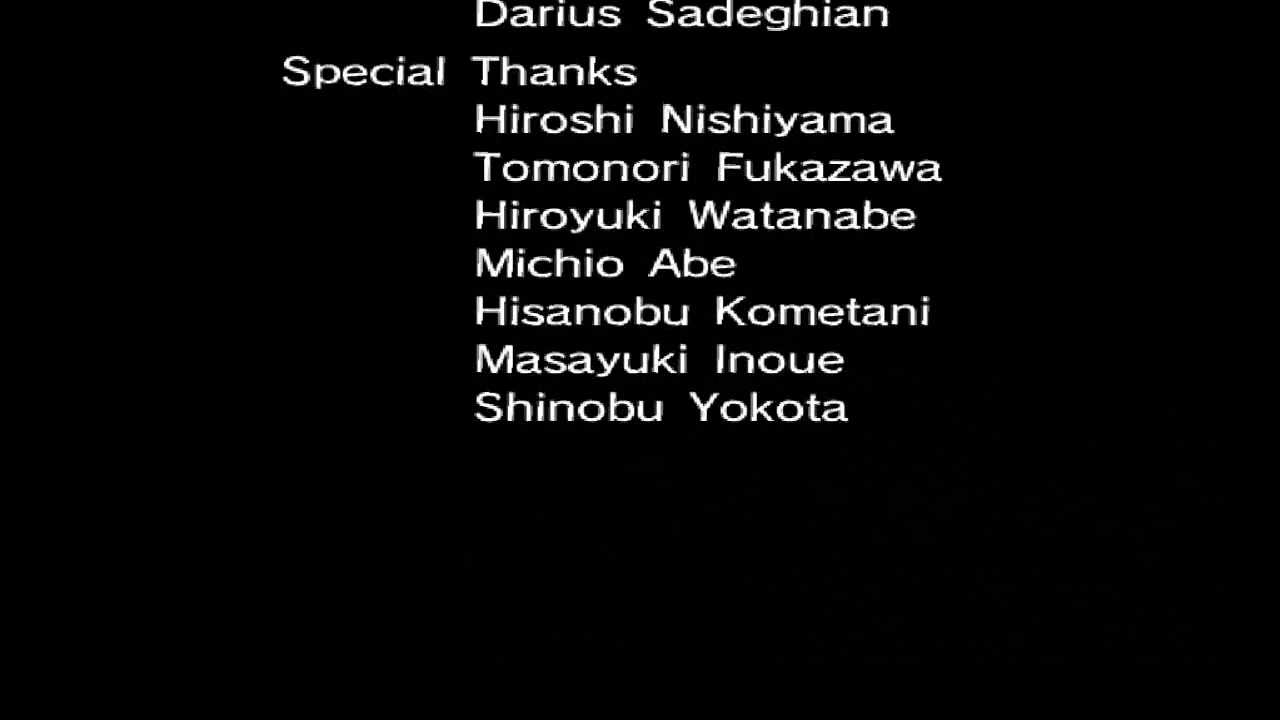 Darius Sadeghian
Special Thanks
Hiroshi Nishiyama
Tomonori Fukazawa
Hiroyuki Watanabe
Michio Abe
Hisanobu Kometani
Masayuki Inoue
Shinobu Yokota